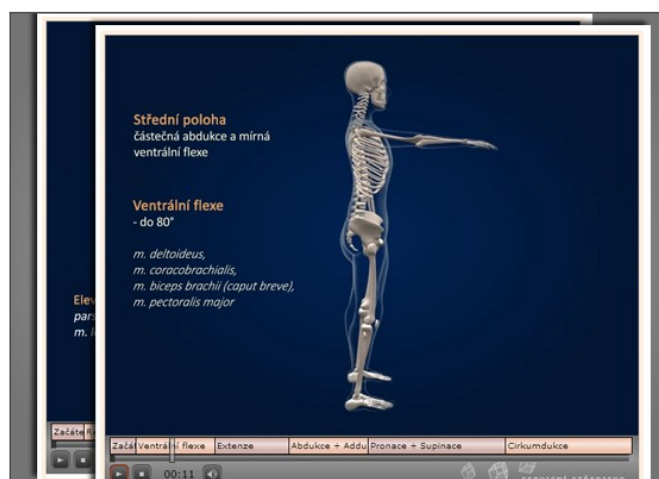 Střední poloha
částečná abdukce a mírná
ventrální flexe
Ventrální flexe
- do 80°
m. deltoideus,
m. coracobrachialis,
m. biceps brachii (caput breve),
m. pectoralis major
Elev
pars
m. l
Začáte
Začát Ventrální flexe Extenze Abdukce + Addu Pronace + Supinace Cirkumdukce
00:11